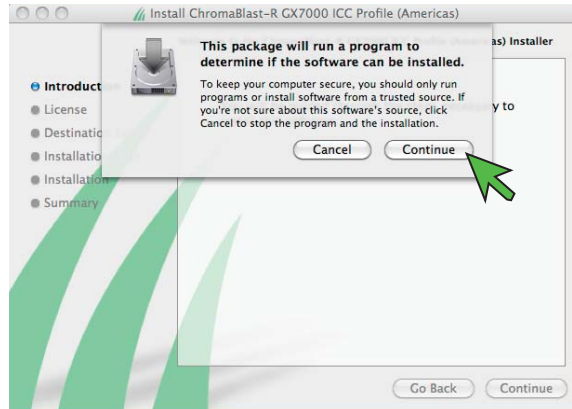 Install ChromaBlast-R GX7000 ICC Profile (Americas)
as) Installer
This package will run a program to
determine if the software can be installed.
To keep your computer secure, you should only run
programs or install software from a trusted source. If
you're not sure about this software's source, click
Cancel to stop the program and the installation.
Cancel Continue
y to
Introduct
License
Destinatio
Installatio
Installation
Summary
Go Back Continue